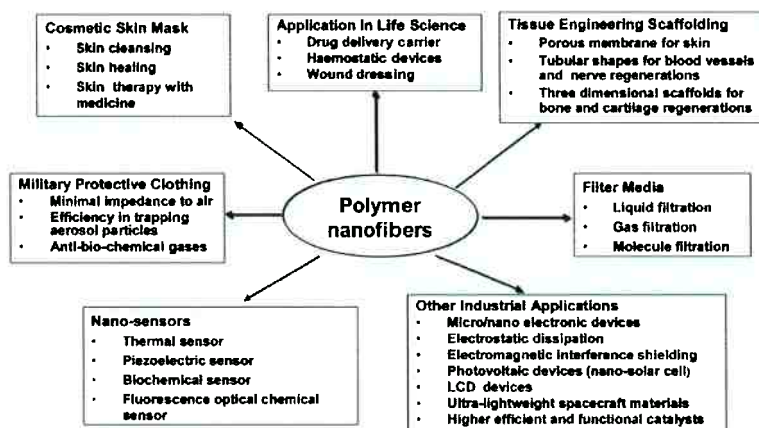 Cosmetic Skin Mask
• Skin cleansing
• Skin healing
• Skin therapy with
medicine
Application In Life Science
• Drug delivery carrier
• Haemostatic devices
• Wound dressing
Tissue Engineering Scaffolding
• Porous membrane for skin
• Tubular shapes for blood vessels
and nerve regenerations
• Three dimensional scaffolds for
bone and cartilage regenerations
Military Protective Clothing
• Minimal impedance to air
• Efficiency in trapping
aerosol particles
• Anti-bio-chemical gases
Polymer
nanofibers
Filter Media
• Liquid filtration
• Gas filtration
• Molecule filtration
Nano-sensors
• Thermal sensor
• Piezoelectric sensor
• Biochemical sensor
• Fluorescence optical chemical
sensor
Other Industrial Applications
• Micro/nano electronic devices
• Electrostatic dissipation
• Electromagnetic interference shielding
• Photovoltaic devices (nano-solar cell)
• LCD devices
• Ultra-lightweight spacecraft materials
• Higher efficient and functional catalysts